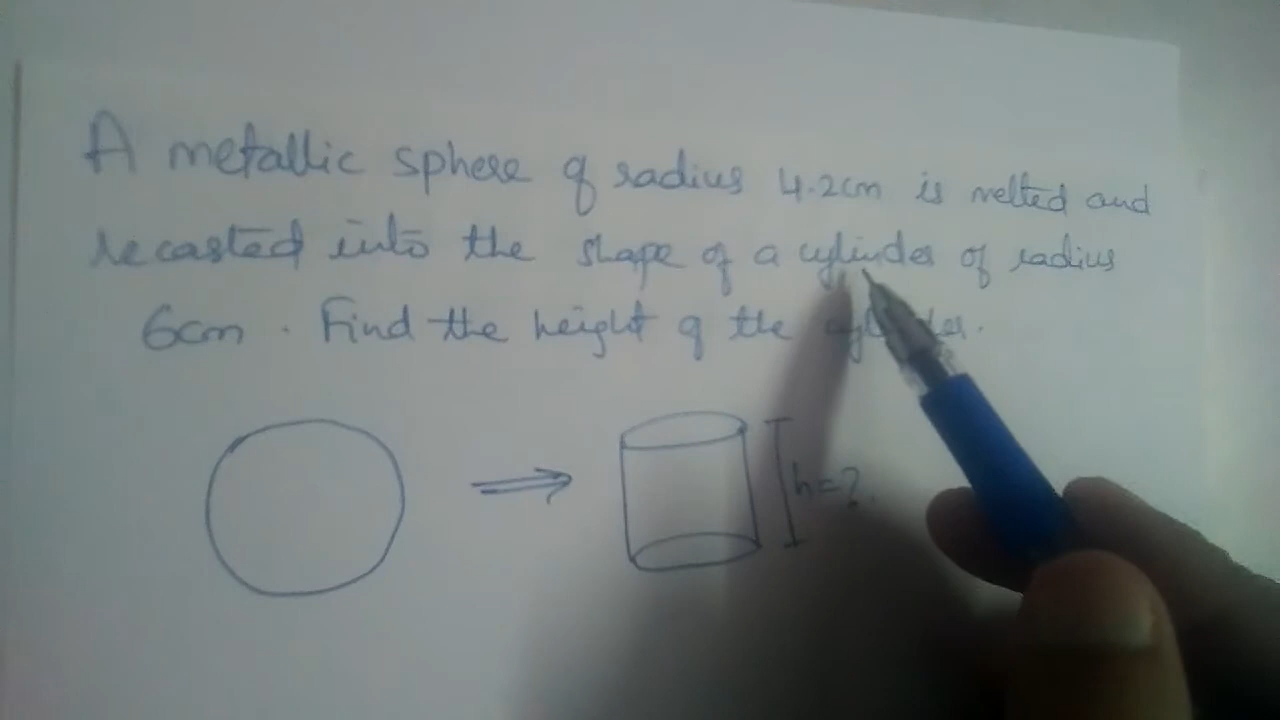 A metallic sphere of radius 4.2cm is melted and
recasted into the shape of a cylinder of radius
6cm. Find the height of the cylinder.
h=?